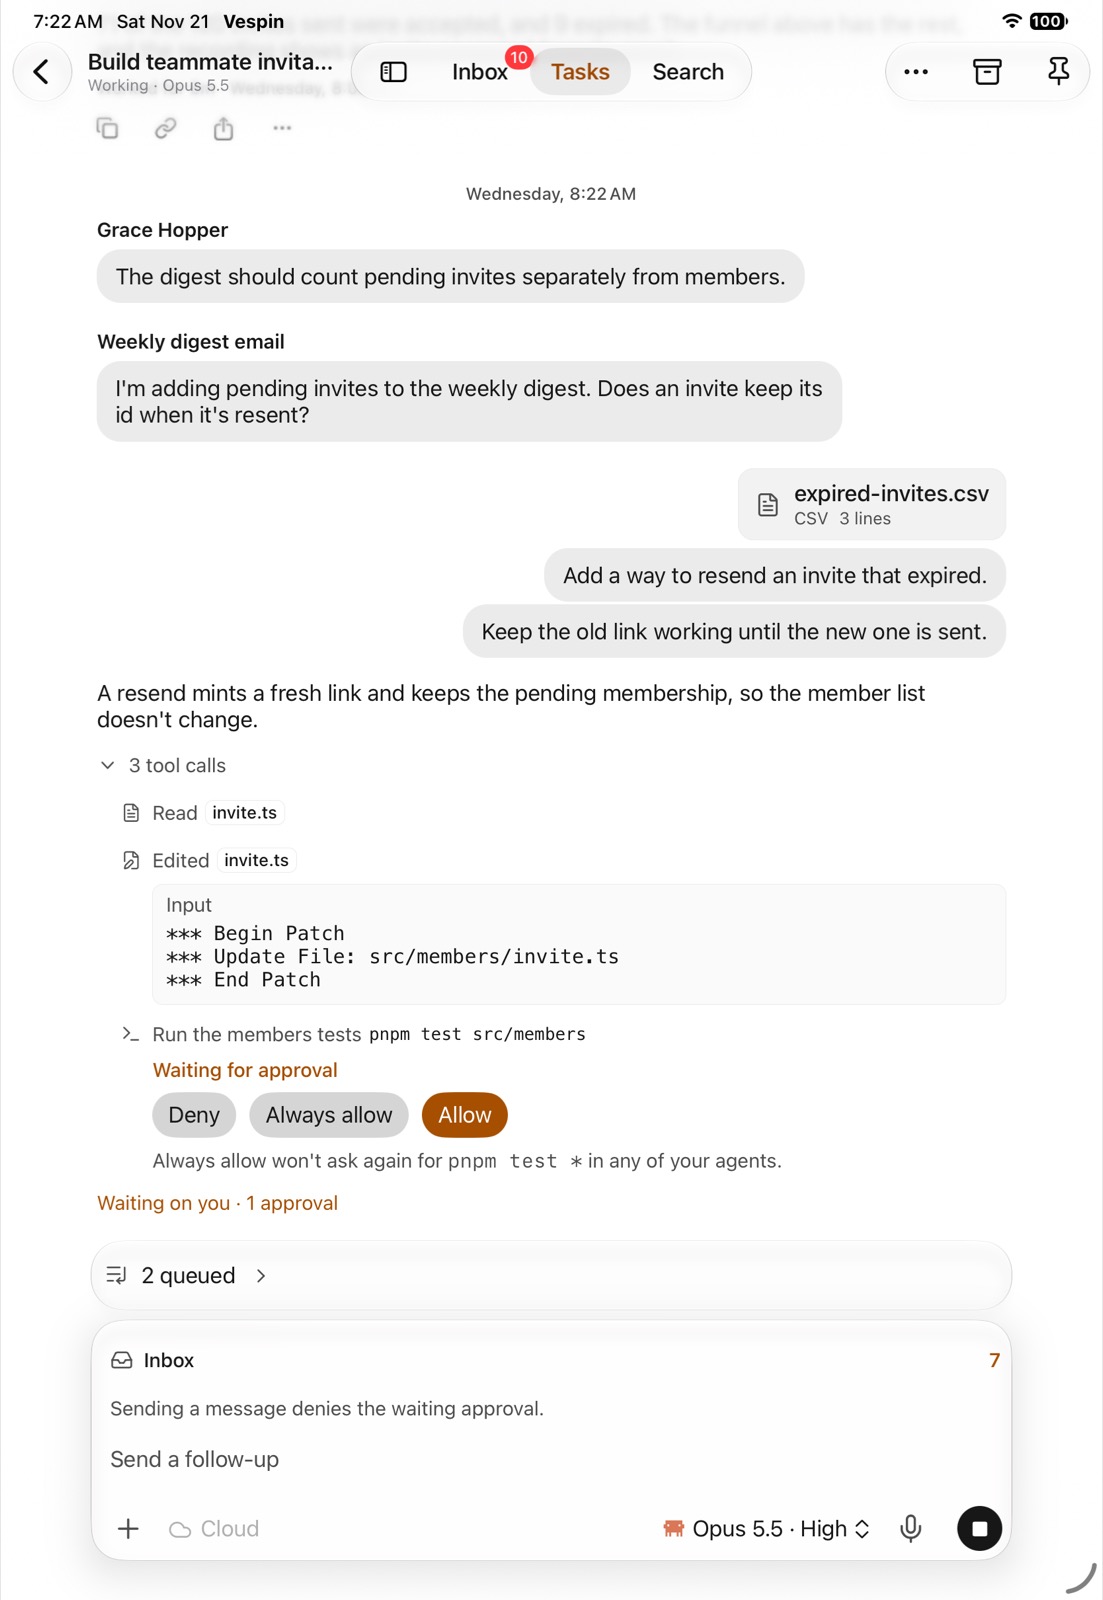 7:22 AM Sat Nov 21 Vespin
100
Build teammate invita...
Working · Opus 5.5
Inbox
10
Tasks
Search
Wednesday, 8:22 AM
Grace Hopper
The digest should count pending invites separately from members.
Weekly digest email
I'm adding pending invites to the weekly digest. Does an invite keep its
id when it's resent?
expired-invites.csv
CSV 3 lines
Add a way to resend an invite that expired.
Keep the old link working until the new one is sent.
A resend mints a fresh link and keeps the pending membership, so the member list
doesn't change.
3 tool calls
Read invite.ts
Edited invite.ts
Input
*** Begin Patch
*** Update File: src/members/invite.ts
*** End Patch
Run the members tests pnpm test src/members
Waiting for approval
Deny
Always allow
Allow
Always allow won't ask again for pnpm test * in any of your agents.
Waiting on you · 1 approval
2 queued
Inbox
7
Sending a message denies the waiting approval.
Send a follow-up
Cloud
Opus 5.5 · High